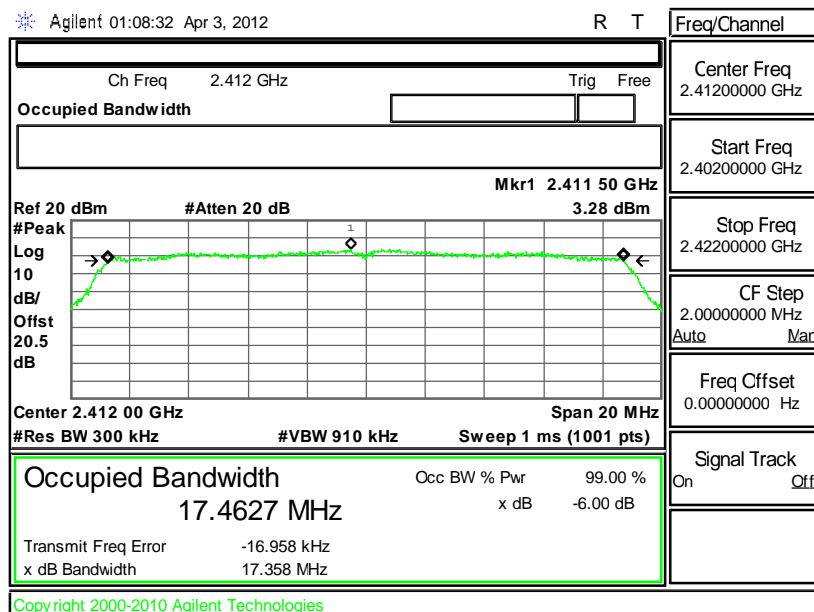 Agilent 01:08:32 Apr 3, 2012 R T
Freq/Channel
Ch Freq 2.412 GHz Trig Free
Occupied Bandwidth
Center Freq
2.41200000 GHz
Start Freq
2.40200000 GHz
Mkr1 2.411 50 GHz
Ref 20 dBm #Atten 20 dB 3.28 dBm
#Peak
Log
10
dB/
Offst
20.5
dB
1
Stop Freq
2.42200000 GHz
CF Step
2.00000000 MHz
Auto Man
Center 2.412 00 GHz Span 20 MHz
#Res BW 300 kHz #VBW 910 kHz Sweep 1 ms (1001 pts)
Freq Offset
0.00000000 Hz
Occupied Bandwidth Occ BW % Pwr 99.00 %
17.4627 MHz x dB -6.00 dB
Transmit Freq Error -16.958 kHz
x dB Bandwidth 17.358 MHz
Signal Track
On Off
Copyright 2000-2010 Agilent Technologies